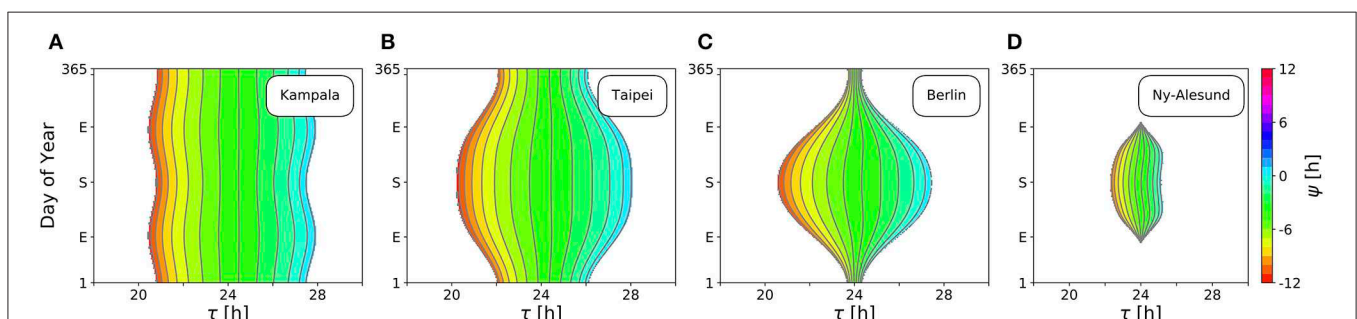 A
B
C
D
365
E
S
E
1
Day of Year
20
24
28
τ [h]
Kampala
365
E
S
E
1
20
24
28
τ [h]
Taipei
365
E
S
E
1
20
24
28
τ [h]
Berlin
365
E
S
E
1
20
24
28
τ [h]
Ny-Alesund
12
6
0
-6
-12
ψ [h]